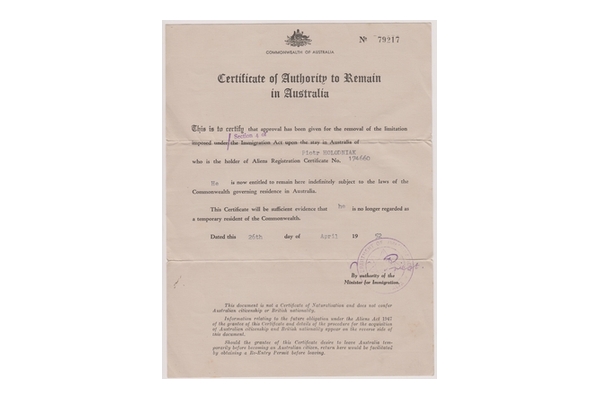 Nº 79217
COMMONWEALTH OF AUSTRALIA
Certificate of Authority to Remain
in Australia
This is to certify that approval has been given for the removal of the limitation
Section 4 of
imposed under the Immigration Act upon the stay in Australia of
Piotr HOLODNIAK
who is the holder of Aliens Registration Certificate No. 194660
He is now entitled to remain here indefinitely subject to the laws of the
Commonwealth governing residence in Australia.
This Certificate will be sufficient evidence that he is no longer regarded as
a temporary resident of the Commonwealth.
Dated this 26th day of April 19
By authority of the
Minister for Immigration.
This document is not a Certificate of Naturalization and does not confer
Australian citizenship or British nationality.
Information relating to the future obligation under the Aliens Act 1947
of the grantee of this Certificate and details of the procedure for the acquisition
of Australian citizenship and British nationality appear on the reverse side of
this document.
Should the grantee of this Certificate desire to leave Australia tem-
porarily before becoming an Australian citizen, return here would be facilitated
by obtaining a Re-Entry Permit before leaving.